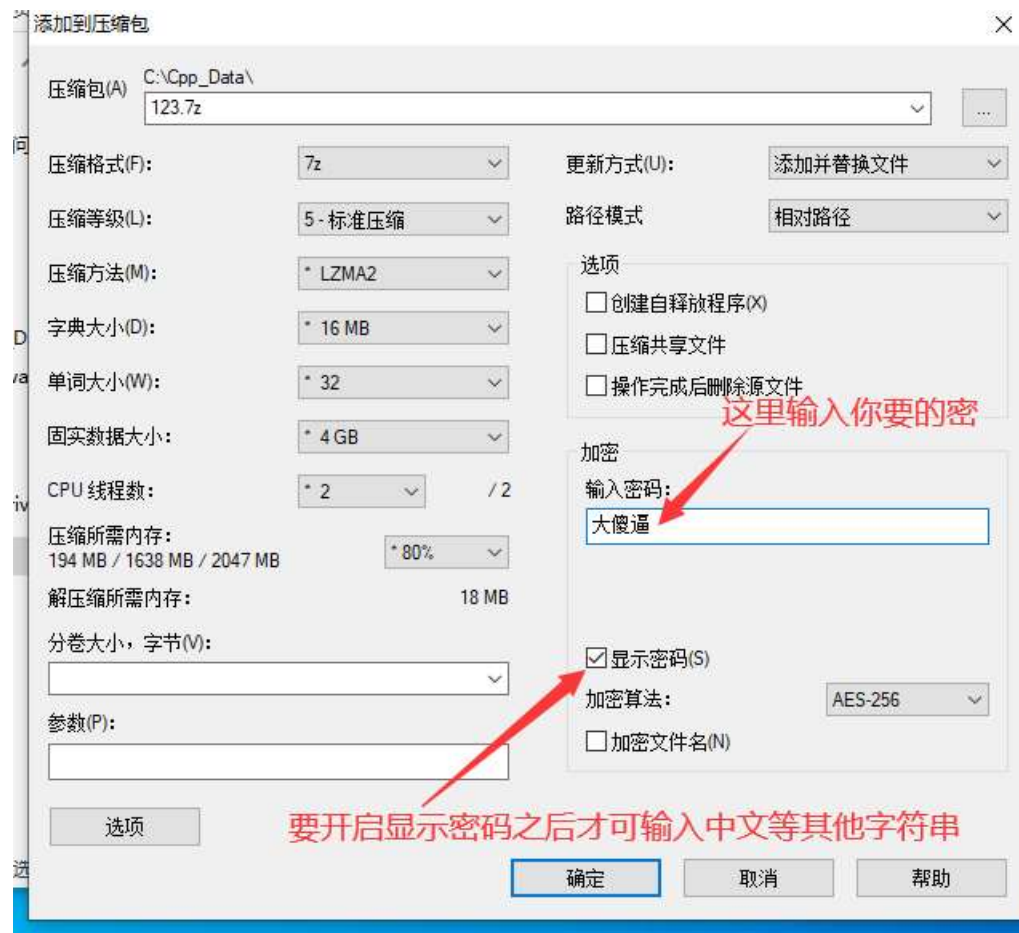 添加到压缩包
压缩包(A)
C:\Cpp_Data\
123.7z
...
压缩格式(F):
7z
更新方式(U):
添加并替换文件
压缩等级(L):
5 - 标准压缩
路径模式
相对路径
压缩方法(M):
* LZMA2
选项
创建自释放程序(X)
字典大小(D):
* 16 MB
压缩共享文件
单词大小(W):
* 32
操作完成后删除源文件
这里输入你要的密
固实数据大小:
* 4 GB
加密
CPU 线程数:
* 2
/ 2
输入密码:
大傻逼
压缩所需内存:
194 MB / 1638 MB / 2047 MB
* 80%
解压缩所需内存:
18 MB
分卷大小，字节(V):
显示密码(S)
加密算法:
AES-256
参数(P):
加密文件名(N)
选项
要开启显示密码之后才可输入中文等其他字符串
确定
取消
帮助